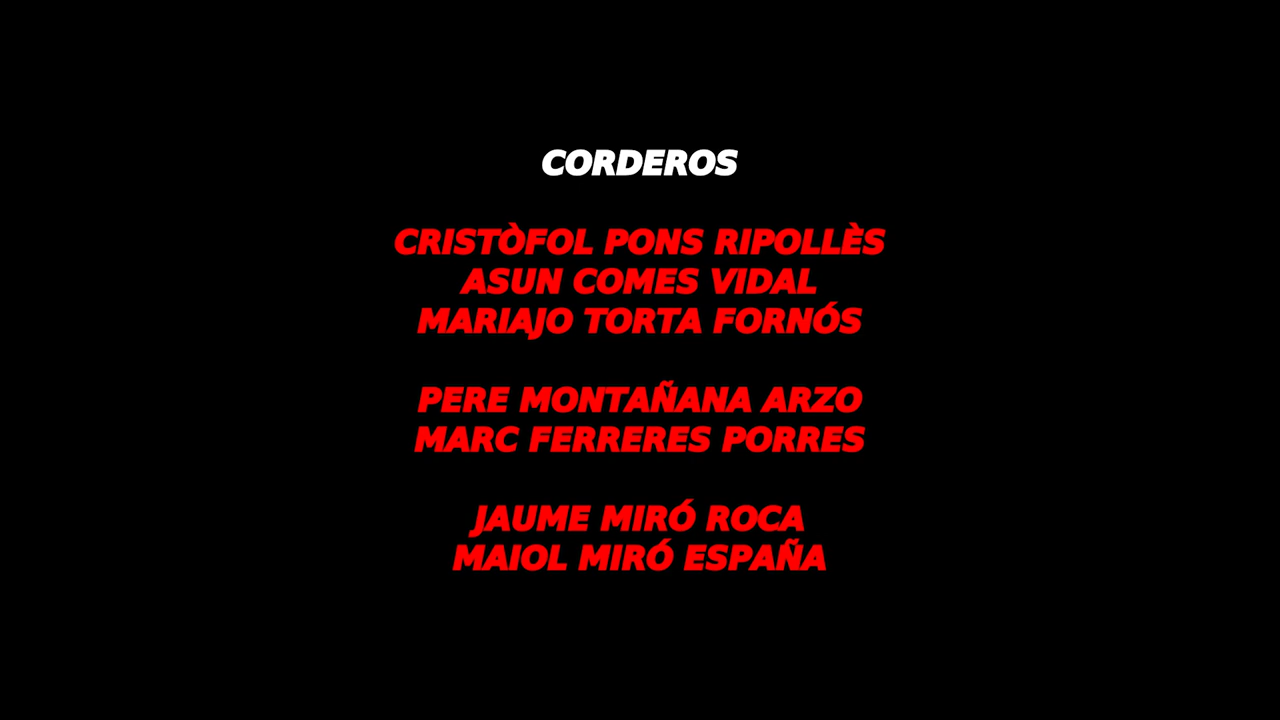 CORDEROS
CRISTÒFOL PONS RIPOLLÈS
ASUN COMES VIDAL
MARIAJO TORTA FORNÓS
PERE MONTAÑANA ARZO
MARC FERRERES PORRES
JAUME MIRÓ ROCA
MAIOL MIRÓ ESPAÑA